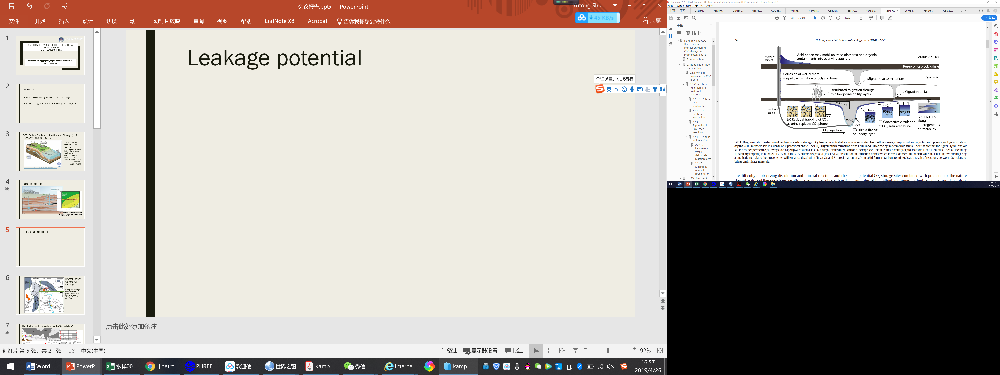 会议报告.pptx - PowerPoint
Yutong Shu
文件 开始 插入 设计 切换 动画 幻灯片放映 审阅 视图 帮助 EndNote X8 Acrobat 告诉我你想要做什么
45 KB/s
共享
1
LONG-TERM BEHAVIOUR OF CO2-FLUID-MINERAL
INTERACTIONS IN
FAULT-RELATED SHALES
2
Agenda
Low carbon technology: Carbon Capture and storage
Natural analogue for UK North Sea and Crystal Geyser, Utah
3
CCS: Carbon Capture, Utilization and Storage (二氧
化碳捕集, 利用与封存技术)
"CCS is the only
clean technology
capable of
decarbonising major
industrial sectors
such as steel,
cement, pulp and
paper, refining
and petrochemicals."
4
Carbon storage
5
Leakage potential
6
Crystal Geyser
Geological
settings
Dating: The leakage
of CO₂ has been
demonstrated to be
last for at least
400kyrs (Burnside et
al., 2013).
7
Has the host rock been altered by the CO₂-rich fluid?
Leakage potential
个性设置，点我看看
英
点击此处添加备注
幻灯片 第 5 张，共 21 张 中文(中国)
备注 显示器设置 批注 92%
Word PowerP... 水样00... 【petro... PHREE... 欢迎使... 世界之窗 Kamp... 微信 Interne... kamp...
16:57
2019/4/26
Kampman(2014)_Fluid flow and CO2-fluid-mineral interactions during CO2-storage.pdf - Adobe Acrobat Pro DC
文件(F) 编辑(E) 视图(V) 窗口(W) 帮助(H)
主页 工具 Gaetani... Kampm... Gratier (... Mahrou... CO2 se... Wilkins... Compre... Calculat... bailey2... Yang an... Kampm... × Burnsid... 会议手... Juan(20...
24 (3 / 29) 169%
共享
书签
Fluid flow and CO2–
fluid–mineral
interactions during
CO2-storage in
sedimentary basins
1. Introduction
2. Modelling of flow
and reaction
2.1. Flow and
dissolution of CO2
in brine
2.2. Controls on
fluid–fluid and
fluid–rock
reactions
2.2.1. CO2–brine
phase
relationships
2.2.2. CO2–
wellbore
interactions
2.2.3.
Supercritical
CO2–rock
reactions
2.2.4. CO2–fluid–
rock reactions
2.2.4.1.
Laboratory
versus
field-scale
reaction rates
2.2.4.2.
Secondary
mineral
precipitation
3. CO2–fluid–rock
24
N. Kampman et al. / Chemical Geology 369 (2014) 22–50
Wellbore
cement
Acid brines may mobilise trace elements and organic
contaminants into overlying aquifers
Potable Aquifer
Reservoir caprock - shale
Corrosion of well cement
may allow migration of CO₂ and brine
Reservoir
Migration at terminations
Distributed migration through
thin low permeability layers
Migration up faults
Wellbore
casing
800m
10m
t=1 t=2 t=3
1mm
(A) Residual trapping of CO₂
as brine replaces CO₂ plume
SC-CO₂
CO₂(aq)
t=3
t=2
t=1
1m
1m
CO₂ injection
CO₂-rich diffusive
boundary layer
(B) Convective circulation
of CO₂-saturated brine
(C) Fingering
along
heterogeneous
permeability
Fig. 1. Diagrammatic illustration of geological carbon storage. CO₂ from concentrated sources is separated from other gasses, compressed and injected into porous geological strata at
depths >800 m where it is in a dense or supercritical phase. The CO₂ is lighter than formation brines, rises and is trapped by impermeable strata. The risks are that the light CO₂ will exploit
faults or other permeable pathways to escape upwards and acid CO₂-charged brines might corrode the caprocks or fault zones. A variety of processes will tend to stabilise the CO₂ including
1) capillary trapping in bubbles of CO₂ after the CO₂ plume has passed (inset A), 2) dissolution in formation brines which forms a denser fluid which will sink (inset B), where fingering
along bedding-related heterogeneities will enhance dissolution (inset C), and 3) precipitation of CO₂ in solid form as carbonate minerals as a result of reactions between CO₂-charged
brines and silicate minerals.
the difficulty of observing dissolution and mineral reactions and the
in potential CO₂ storage sites combined with prediction of the nature
16:57
2019/4/26